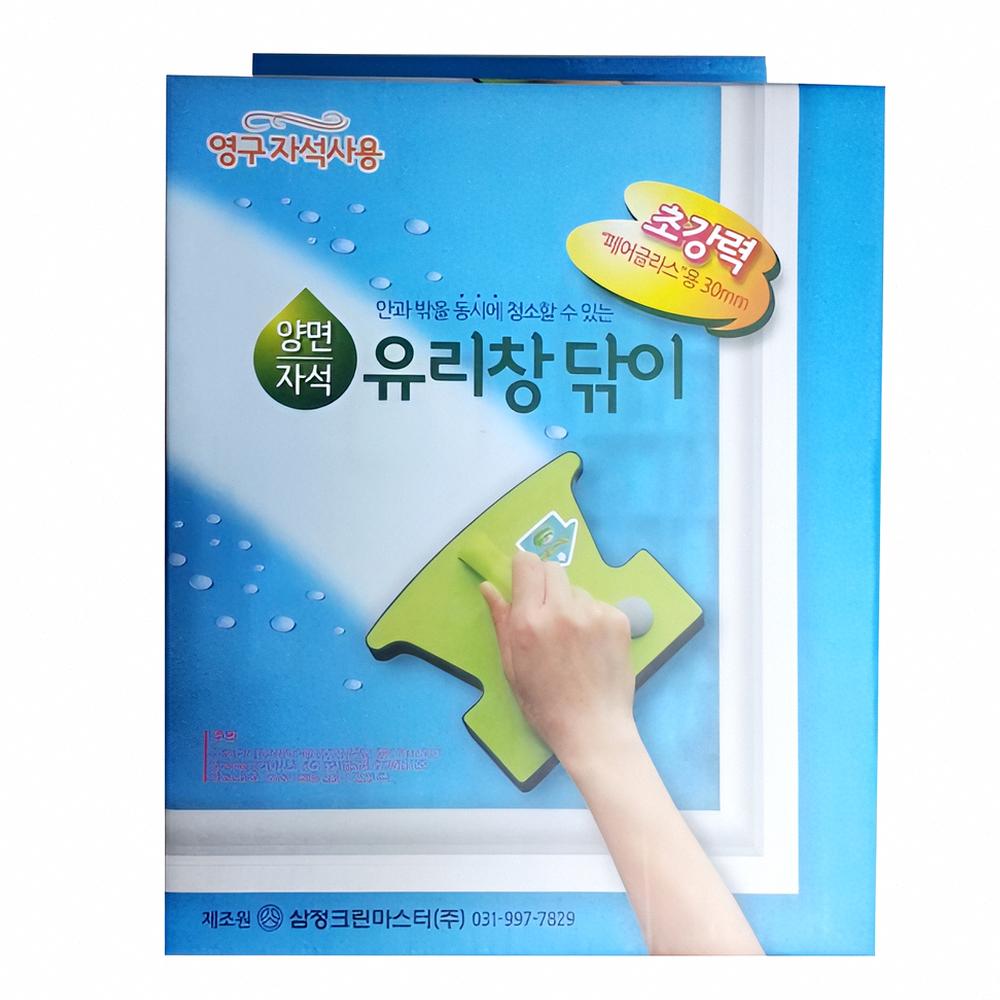 영구자석사용
초강력
"페어글라스"용 30mm
안과 밖을 동시에 청소할 수 있는
양면
자석
유리창 닦이
주의
제조원 삼정크린마스터(주) 031-997-7829